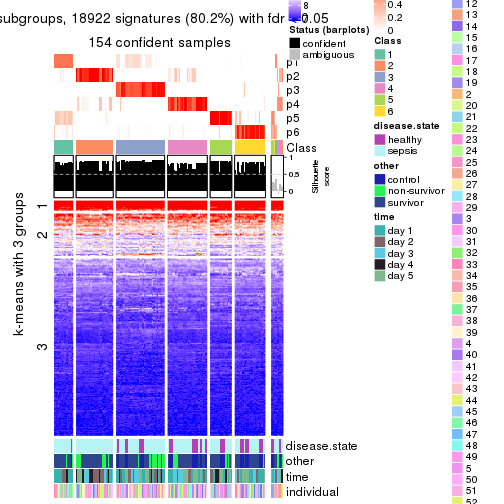 subgroups, 18922 signatures (80.2%) with fdr < 0.05
154 confident samples
p1
p2
p3
p4
p5
p6
Class
1
0.5
0
Silhouette
score
k-means with 3 groups
1
2
3
disease.state
other
time
individual
8
Status (barplots)
confident
ambiguous
0.4
0.2
0
Class
1
2
3
4
5
6
disease.state
healthy
sepsis
other
control
non-survivor
survivor
time
day 1
day 2
day 3
day 4
day 5
12
13
14
15
16
17
18
19
2
20
21
22
23
24
25
26
27
28
29
3
30
31
32
33
34
35
36
37
38
39
4
40
41
42
43
44
45
46
47
48
49
5
50
51